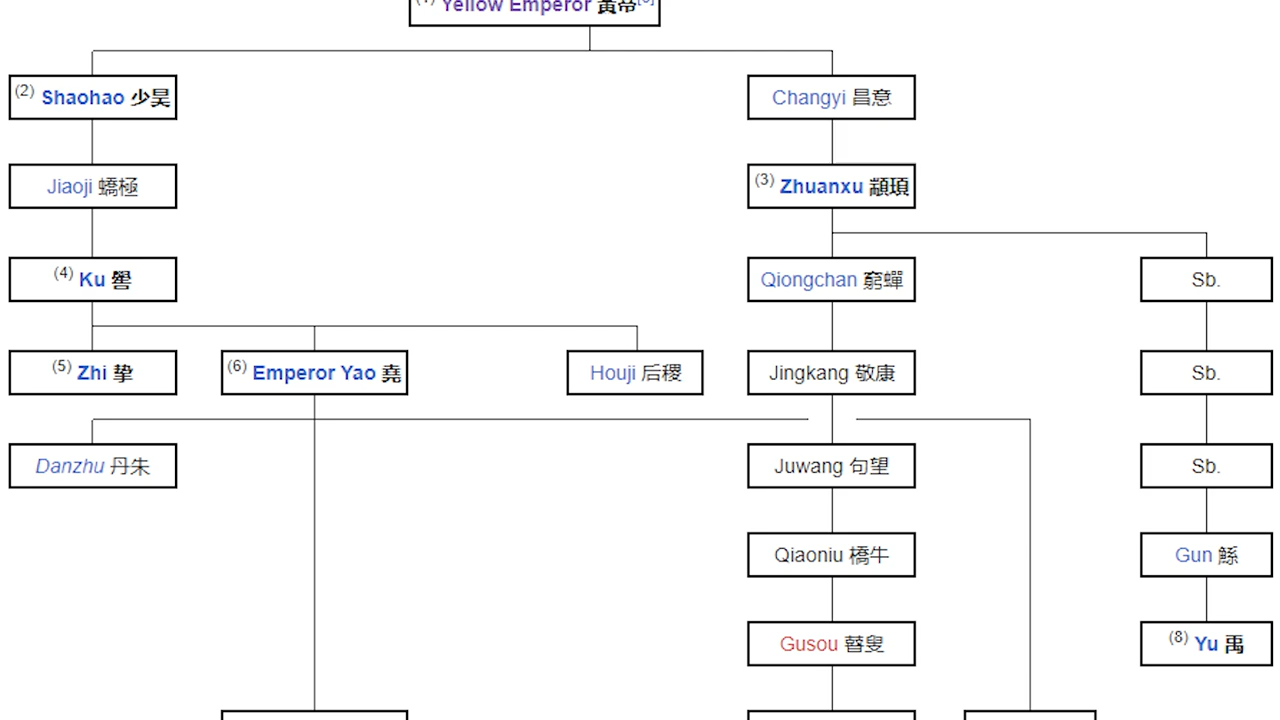 Yellow Emperor 黃帝
(2) Shaohao 少昊
Changyi 昌意
Jiaoji 蟜極
(3) Zhuanxu 顓頊
(4) Ku 嚳
Qiongchan 窮蟬
Sb.
(5) Zhi 摯
(6) Emperor Yao 堯
Houji 后稷
Jingkang 敬康
Sb.
Danzhu 丹朱
Juwang 句望
Sb.
Qiaoniu 橋牛
Gun 鯀
Gusou 瞽叟
(8) Yu 禹